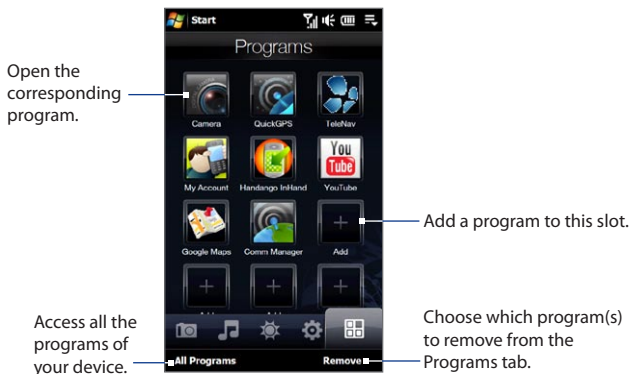 Start
Programs
Open the
corresponding
program.
Camera
QuickGPS
TeleNav
My Account
Handango InHand
You
Tube
YouTube
Google Maps
Comm Manager
Add
Add a program to this slot.
Access all the
programs of
your device.
All Programs
Remove
Choose which program(s)
to remove from the
Programs tab.